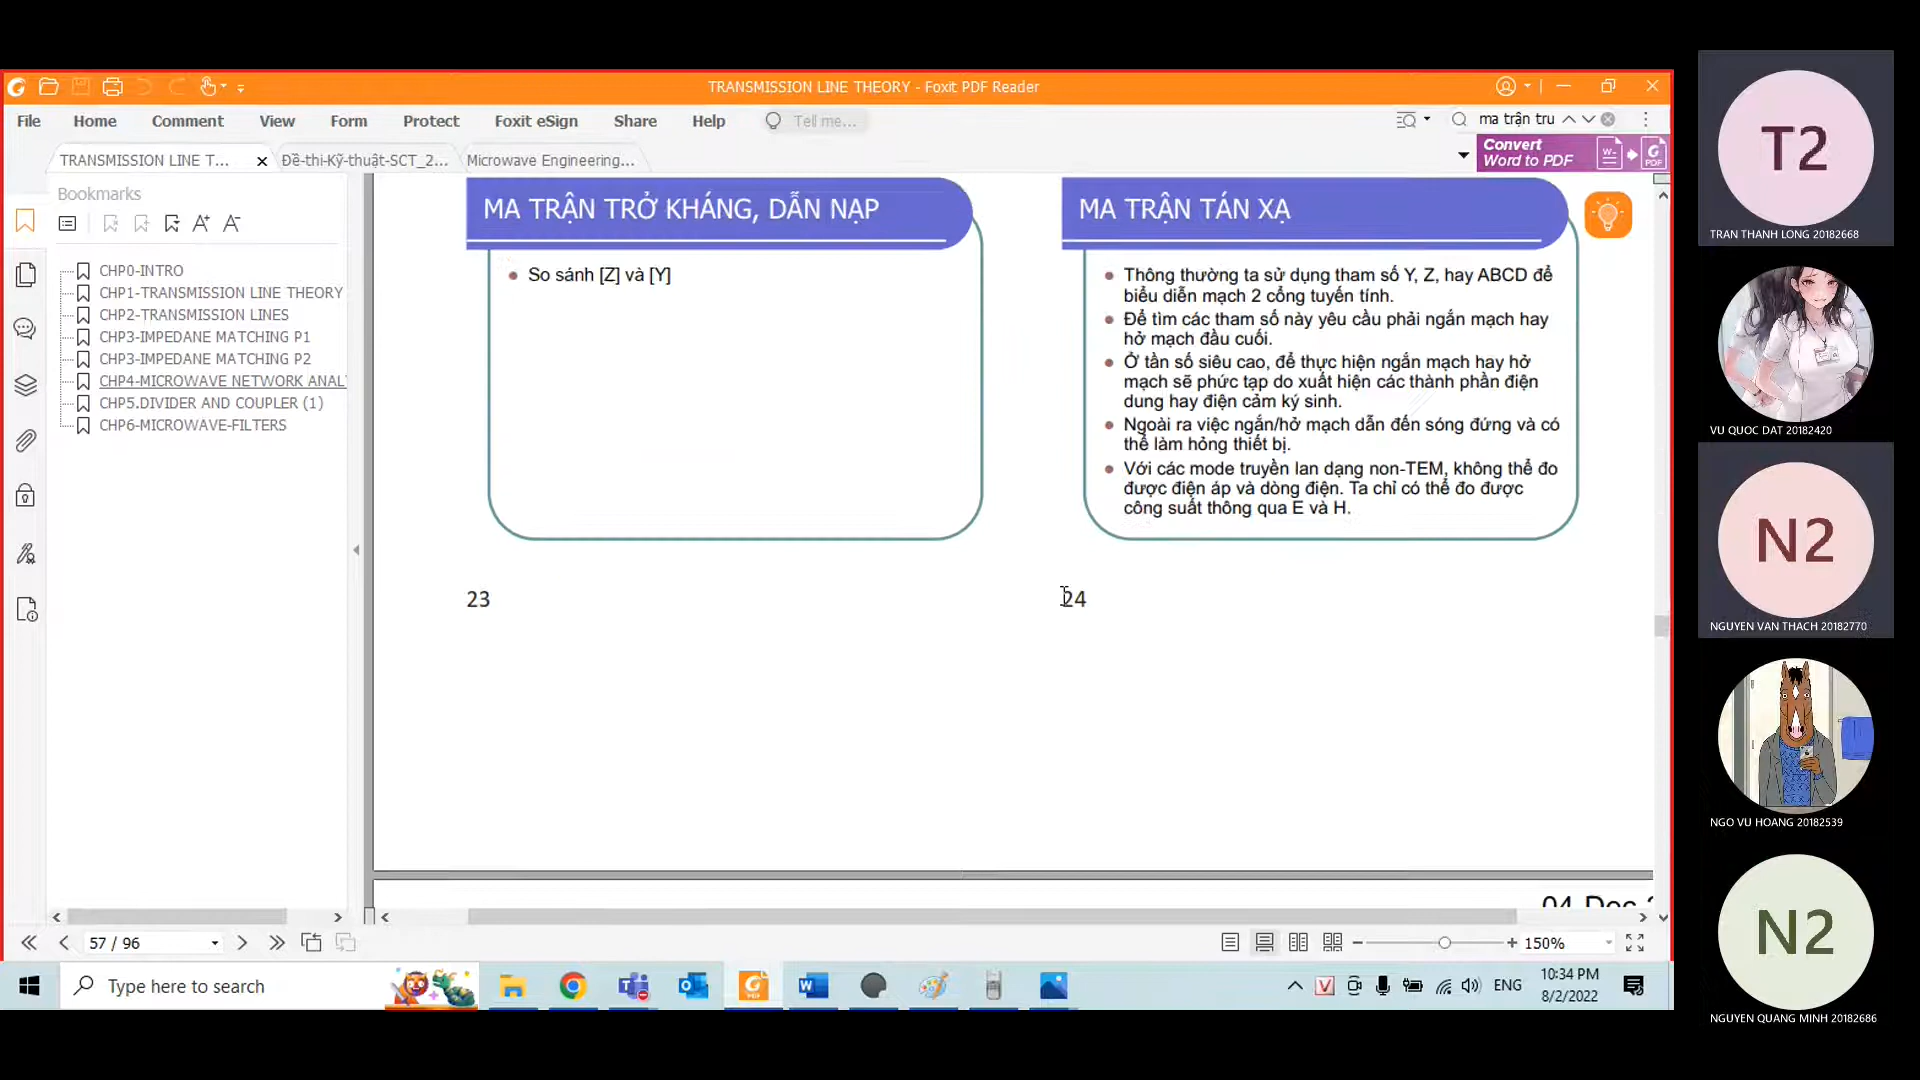 TRANSMISSION LINE THEORY - Foxit PDF Reader
File Home Comment View Form Protect Foxit eSign Share Help Tell me... ma trận tru
TRANSMISSION LINE T... Đề-thi-Kỹ-thuật-SCT_2... Microwave Engineering...
Convert
Word to PDF
Bookmarks
CHP0-INTRO
CHP1-TRANSMISSION LINE THEORY
CHP2-TRANSMISSION LINES
CHP3-IMPEDANE MATCHING P1
CHP3-IMPEDANE MATCHING P2
CHP4-MICROWAVE NETWORK ANAL
CHP5.DIVIDER AND COUPLER (1)
CHP6-MICROWAVE-FILTERS
MA TRẬN TRỞ KHÁNG, DẪN NẠP
So sánh [Z] và [Y]
23
MA TRẬN TÁN XẠ
Thông thường ta sử dụng tham số Y, Z, hay ABCD để
biểu diễn mạch 2 cổng tuyến tính.
Để tìm các tham số này yêu cầu phải ngắn mạch hay
hở mạch đầu cuối.
Ở tần số siêu cao, để thực hiện ngắn mạch hay hở
mạch sẽ phức tạp do xuất hiện các thành phần điện
dung hay điện cảm ký sinh.
Ngoài ra việc ngắn/hở mạch dẫn đến sóng đứng và có
thể làm hỏng thiết bị.
Với các mode truyền lan dạng non-TEM, không thể đo
được điện áp và dòng điện. Ta chỉ có thể đo được
công suất thông qua E và H.
24
57 / 96
150%
Type here to search
ENG
10:34 PM
8/2/2022
T2
TRAN THANH LONG 20182668
VU QUOC DAT 20182420
N2
NGUYEN VAN THACH 20182770
NGO VU HOANG 20182539
N2
NGUYEN QUANG MINH 20182686